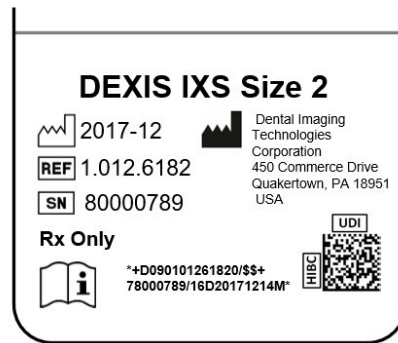 DEXIS IXS Size 2
2017-12
REF 1.012.6182
SN 80000789
Dental Imaging
Technologies
Corporation
450 Commerce Drive
Quakertown, PA 18951
USA
Rx Only
i
*+D090101261820/$$+
78000789/16D20171214M*
UDI
HIBC